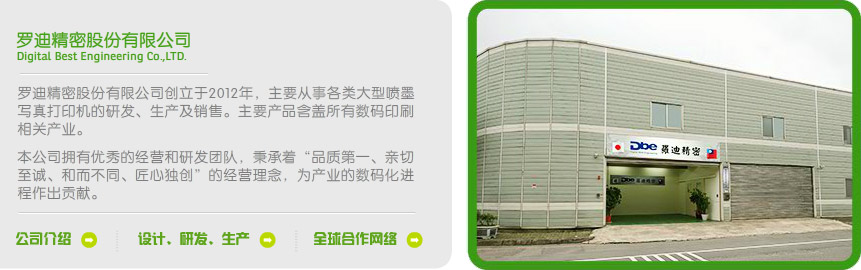 罗迪精密股份有限公司
Digital Best Engineering Co.,LTD.
罗迪精密股份有限公司创立于2012年，主要从事各类大型喷墨
写真打印机的研发、生产及销售。主要产品含盖所有数码印刷
相关产业。
本公司拥有优秀的经营和研发团队，秉承着“品质第一、亲切
至诚、和而不同、匠心独创”的经营理念，为产业的数码化进
程作出贡献。
公司介绍 设计、研发、生产 全球合作网络
Dbe 羅迪精密